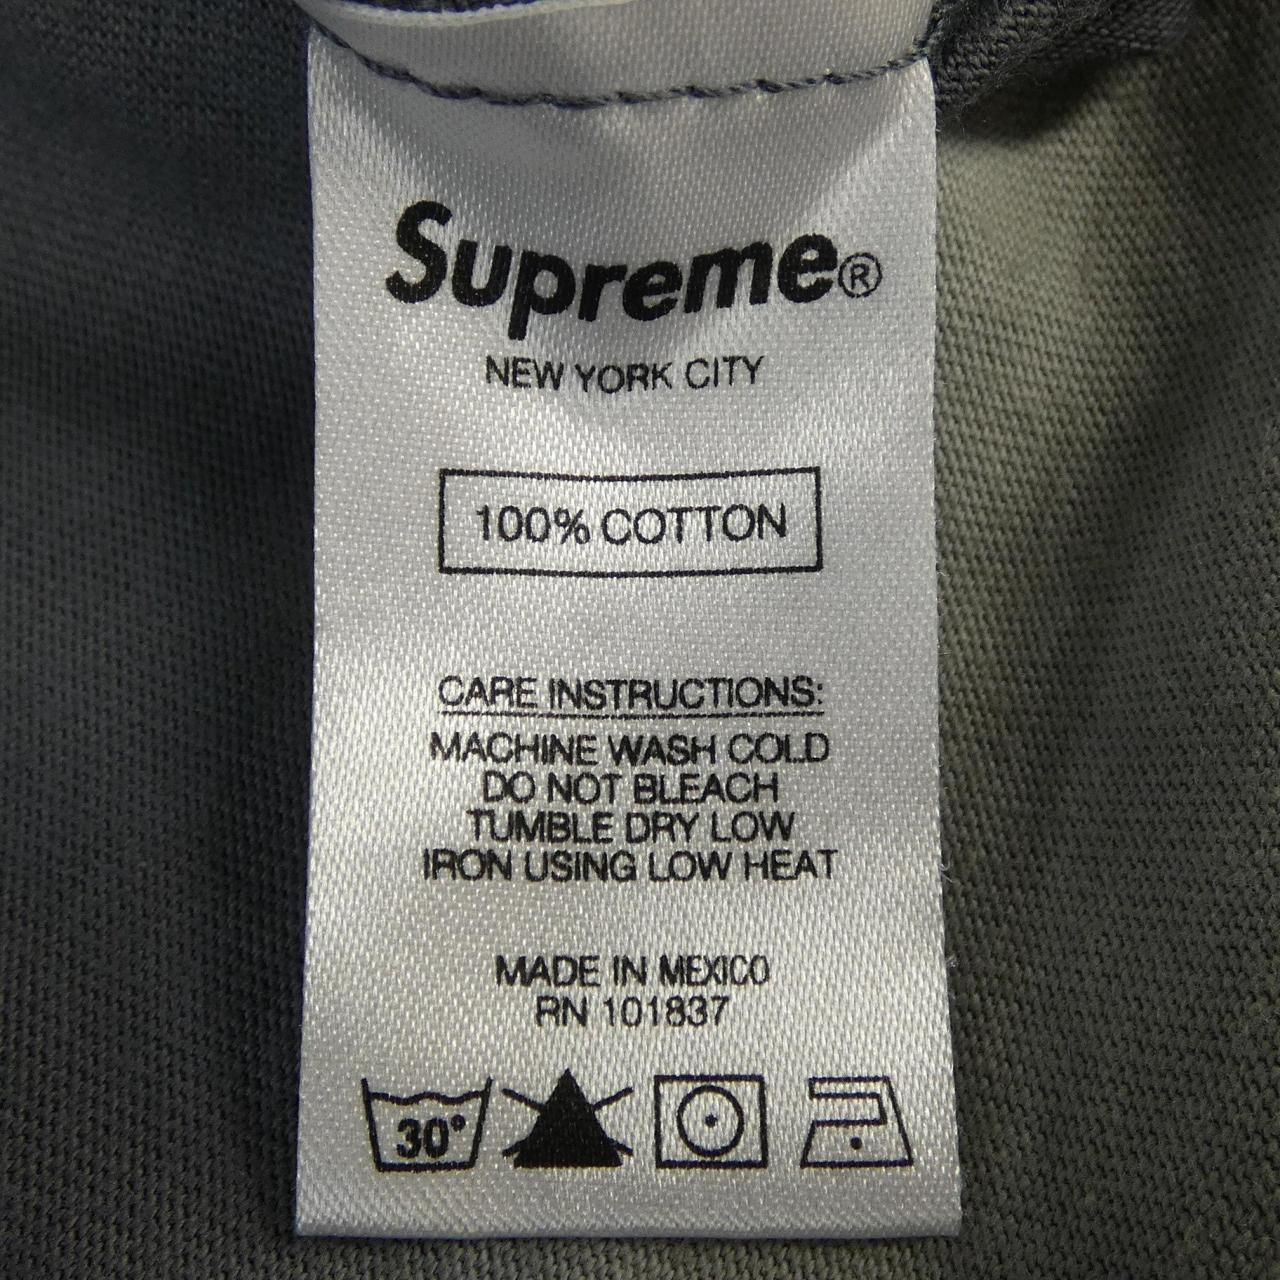 Supreme®
NEW YORK CITY
100% COTTON
CARE INSTRUCTIONS:
MACHINE WASH COLD
DO NOT BLEACH
TUMBLE DRY LOW
IRON USING LOW HEAT
MADE IN MEXICO
RN 101837
30°